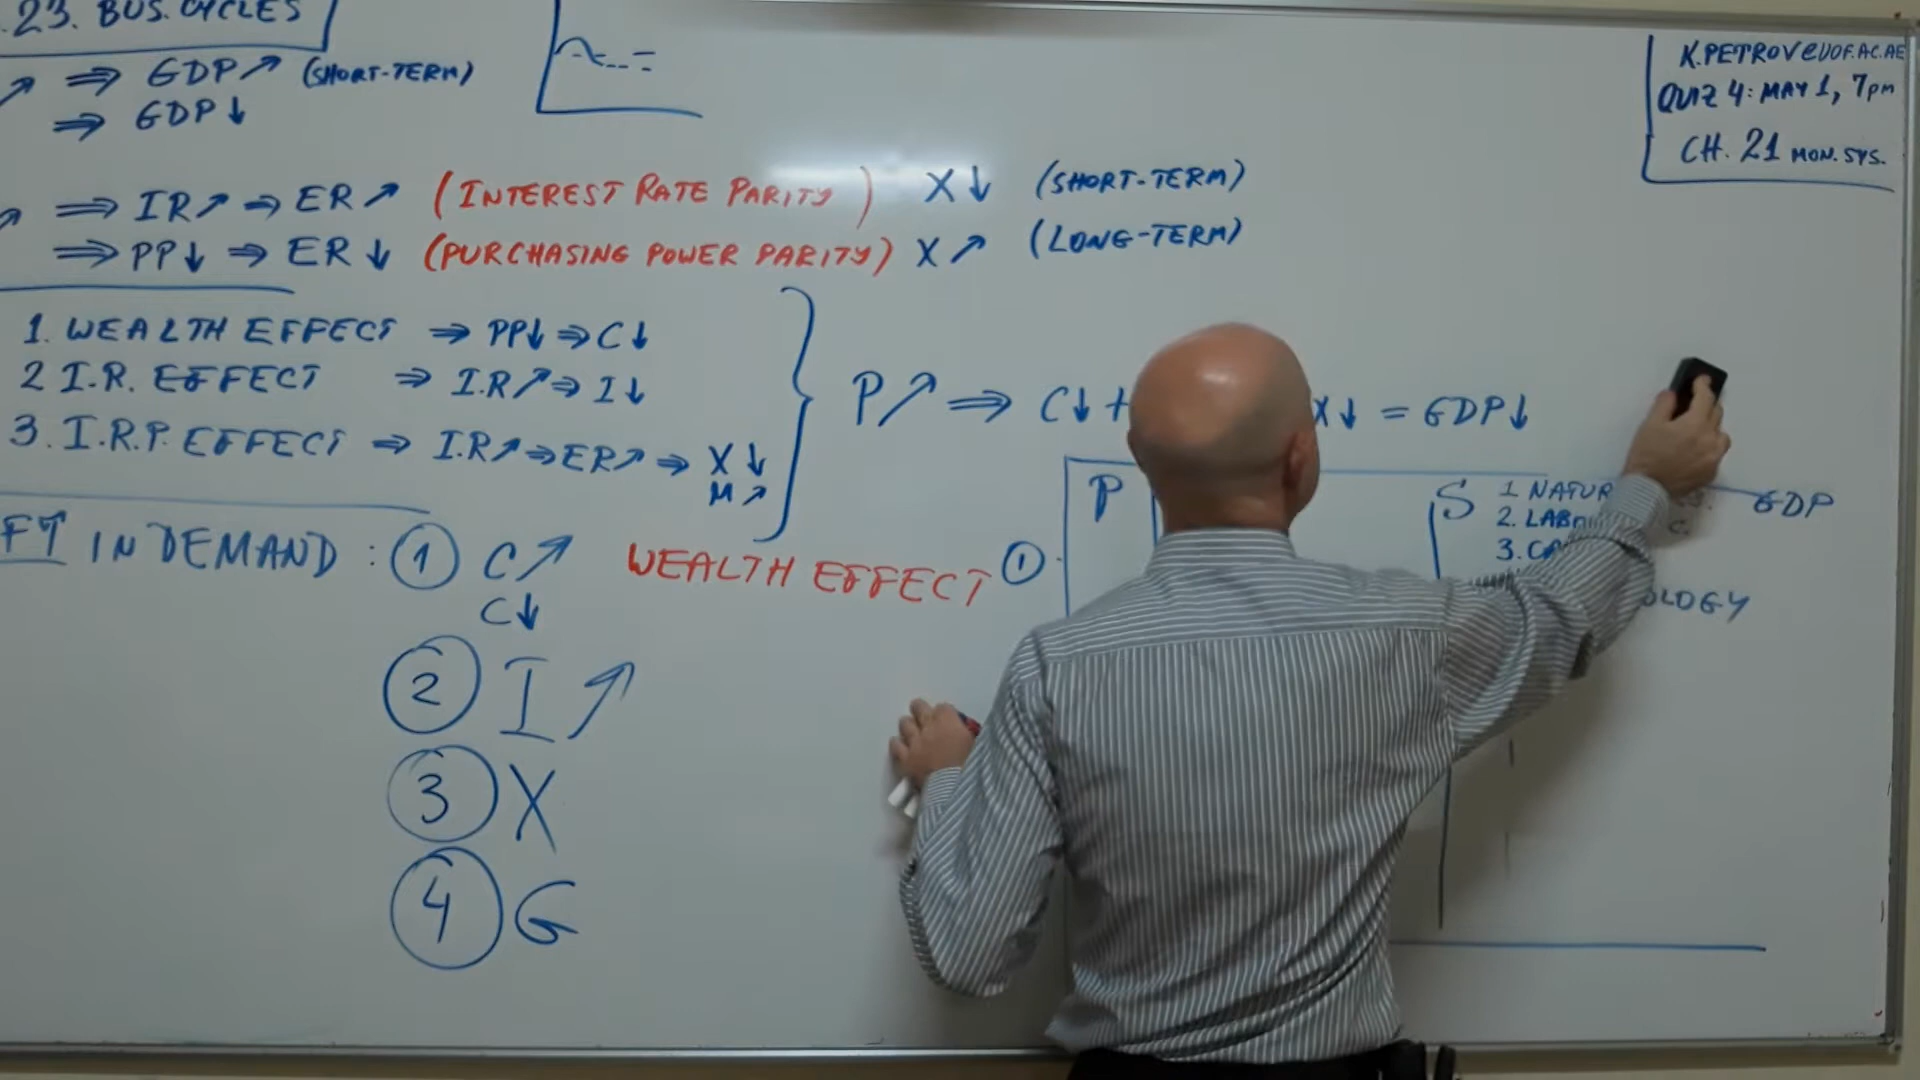 .23. BUS. CYCLES
↗ ⇒ GDP↗ (SHORT-TERM)
⇒ GDP↓
↗ ⇒ IR↗ ⇒ ER↗ (INTEREST RATE PARITY) X↓ (SHORT-TERM)
⇒ PP↓ ⇒ ER↓ (PURCHASING POWER PARITY) X↗ (LONG-TERM)
1. WEALTH EFFECT ⇒ PP↓ ⇒ C↓
2 I.R. EFFECT ⇒ I.R↗ ⇒ I↓
3. I.R.P. EFFECT ⇒ I.R↗ ⇒ ER↗ ⇒ X↓
M↗
P↗ ⇒ C↓ + X↓ = GDP↓
FT IN DEMAND : ① C↗ WEALTH EFFECT ①
C↓
② I↗
③ X
④ G
P
S 1 NATUR
2. LAB
3. CA
OLOGY
GDP
K.PETROV@UOF.AC.AE
QUIZ 4: MAY 1, 7pm
CH. 21 MON. SYS.